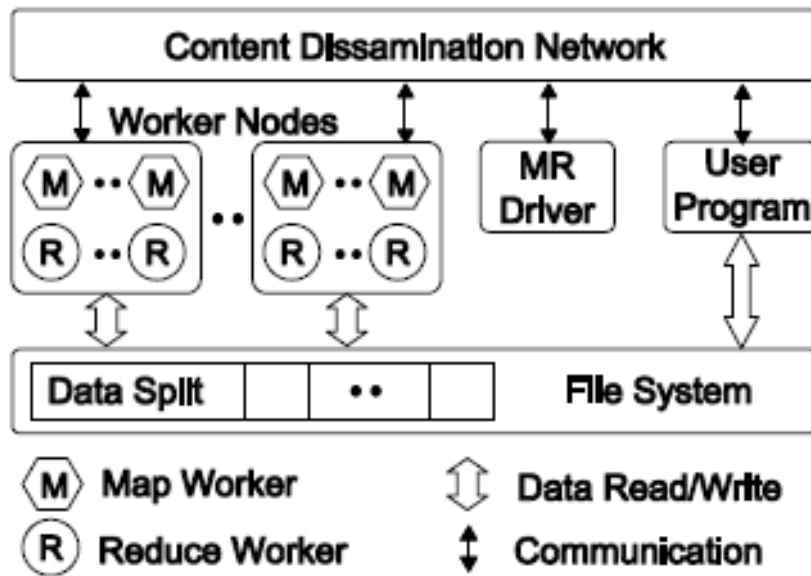 Content Dissamination Network
Worker Nodes
M •• M
R •• R
••
M •• M
R •• R
MR
Driver
User
Program
Data Split
••
File System
M Map Worker
Data Read/Write
R Reduce Worker
Communication